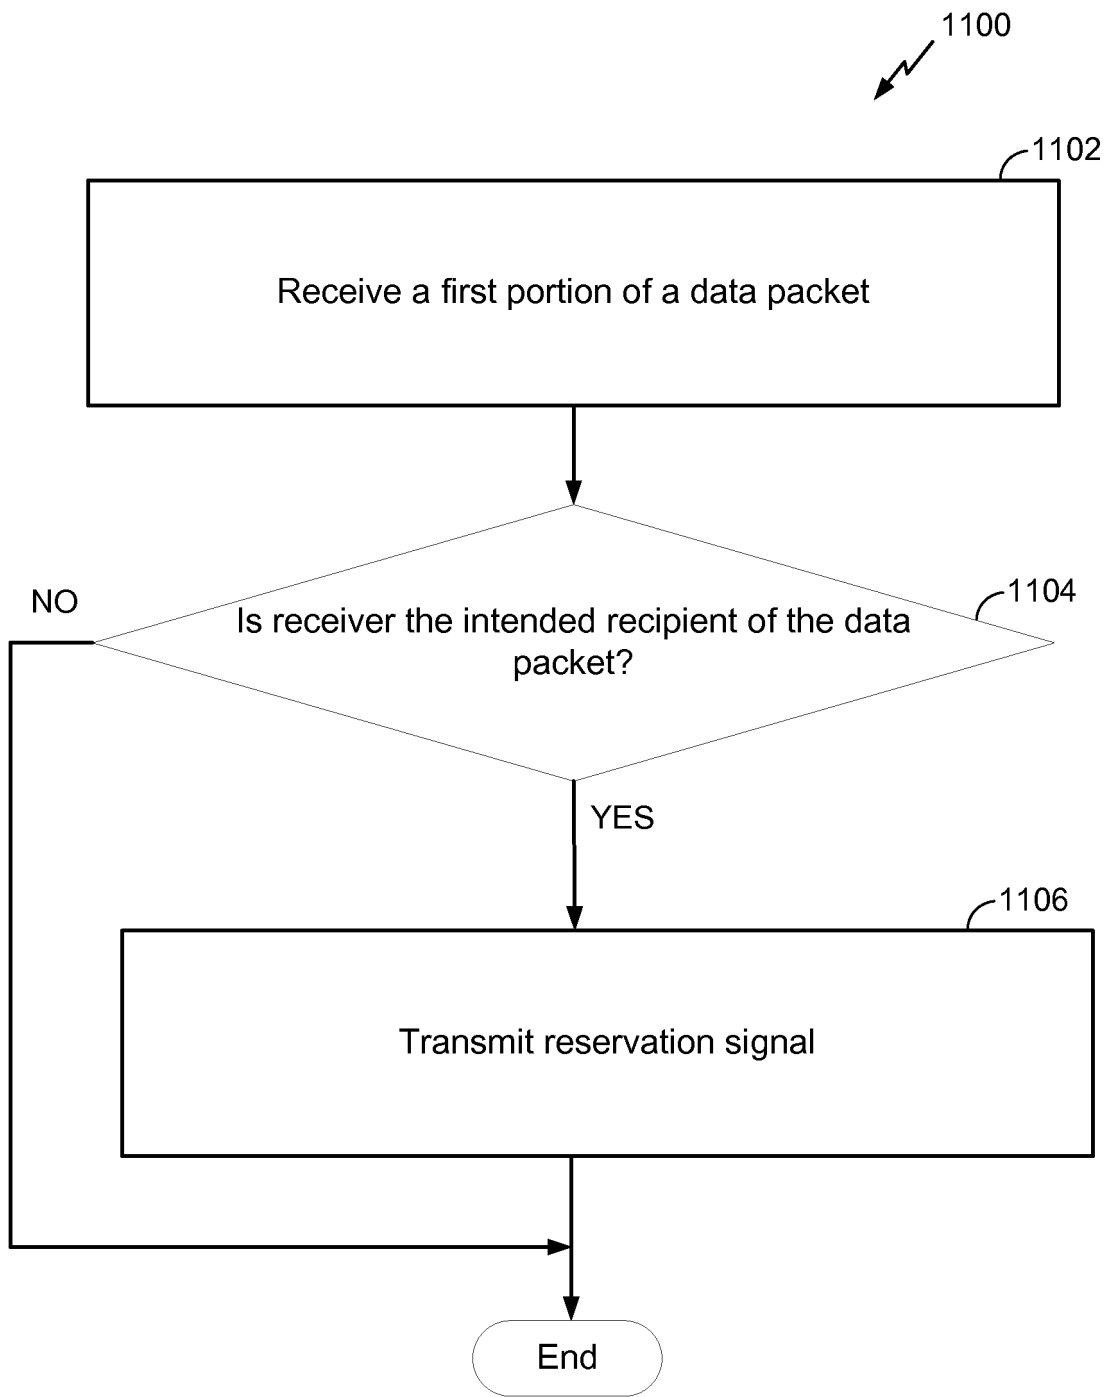 1100
1102
Receive a first portion of a data packet
NO
1104
Is receiver the intended recipient of the data
packet?
YES
1106
Transmit reservation signal
End